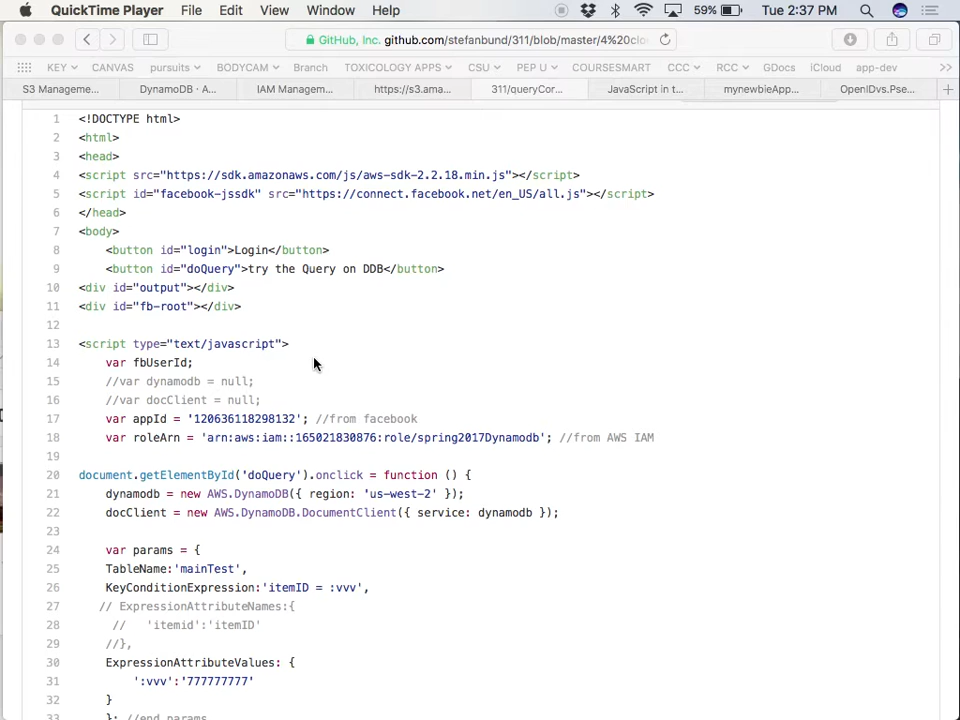 QuickTime Player File Edit View Window Help 59% Tue 2:37 PM
GitHub, Inc. github.com/stefanbund/311/blob/master/4%20clou
KEY CANVAS pursuits BODYCAM Branch TOXICOLOGY APPS CSU PEP U COURSESMART CCC RCC GDocs iCloud app-dev >>
S3 Manageme... DynamoDB · A... IAM Managem... https://s3.ama... 311/queryCor... JavaScript in t... mynewbieApp... OpenIDvs.Pse... +
1 <!DOCTYPE html>
2 <html>
3 <head>
4 <script src="https://sdk.amazonaws.com/js/aws-sdk-2.2.18.min.js"></script>
5 <script id="facebook-jssdk" src="https://connect.facebook.net/en_US/all.js"></script>
6 </head>
7 <body>
8 <button id="login">Login</button>
9 <button id="doQuery">try the Query on DDB</button>
10 <div id="output"></div>
11 <div id="fb-root"></div>
12
13 <script type="text/javascript">
14 var fbUserId;
15 //var dynamodb = null;
16 //var docClient = null;
17 var appId = '120636118298132'; //from facebook
18 var roleArn = 'arn:aws:iam::165021830876:role/spring2017Dynamodb'; //from AWS IAM
19
20 document.getElementById('doQuery').onclick = function () {
21 dynamodb = new AWS.DynamoDB({ region: 'us-west-2' });
22 docClient = new AWS.DynamoDB.DocumentClient({ service: dynamodb });
23
24 var params = {
25 TableName:'mainTest',
26 KeyConditionExpression:'itemID = :vvv',
27 // ExpressionAttributeNames:{
28 // 'itemid':'itemID'
29 //},
30 ExpressionAttributeValues: {
31 ':vvv':'777777777'
32 }
33 }; //end params